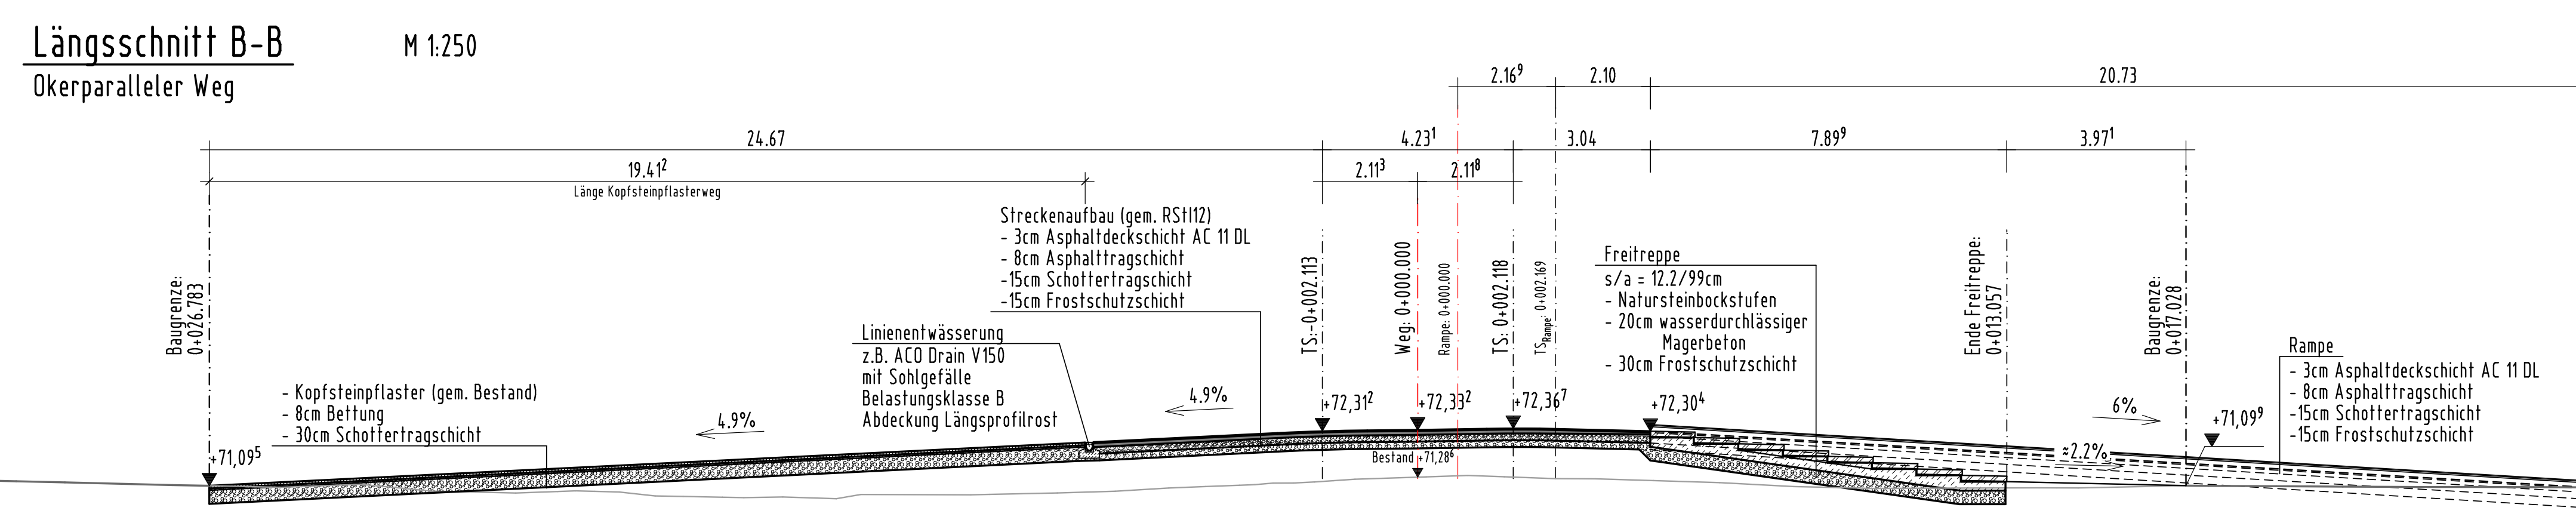 Längsschnitt B-B
M 1:250
Okerparalleler Weg
2.16⁹
2.10
20.73
24.67
4.23¹
3.04
7.89⁹
3.97¹
19.41²
2.11³
2.11⁸
Länge Kopfsteinpflasterweg
Baugrenze:
0+026.783
+71,09⁵
- Kopfsteinpflaster (gem. Bestand)
- 8cm Bettung
- 30cm Schottertragschicht
4.9%
Linienentwässerung
z.B. ACO Drain V150
mit Sohlgefälle
Belastungsklasse B
Abdeckung Längsprofilrost
Streckenaufbau (gem. RStI12)
- 3cm Asphaltdeckschicht AC 11 DL
- 8cm Asphalttragschicht
-15cm Schottertragschicht
-15cm Frostschutzschicht
4.9%
TS:-0+002.113
Weg: 0+000.000
Rampe: 0+000.000
TS: 0+002.118
TSRampe: 0+002.169
+72,31²
+72,33²
+72,36⁷
+72,30⁴
Bestand +71,28⁶
Freitreppe
s/a = 12.2/99cm
- Natursteinbockstufen
- 20cm wasserdurchlässiger
Magerbeton
- 30cm Frostschutzschicht
Ende Freitreppe:
0+013.057
Baugrenze:
0+017.028
6%
≈2.2%
+71,09⁹
Rampe
- 3cm Asphaltdeckschicht AC 11 DL
- 8cm Asphalttragschicht
-15cm Schottertragschicht
-15cm Frostschutzschicht